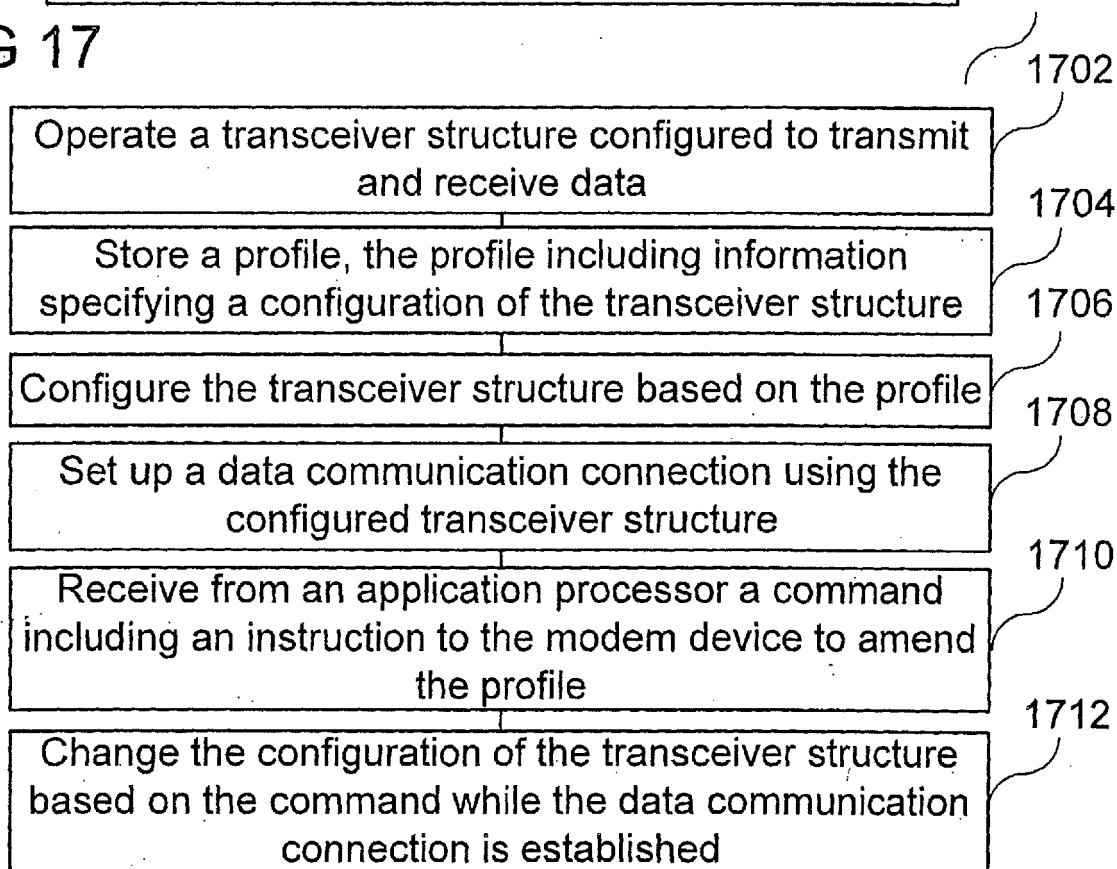 G 17
1702
Operate a transceiver structure configured to transmit
and receive data
1704
Store a profile, the profile including information
specifying a configuration of the transceiver structure
1706
Configure the transceiver structure based on the profile
1708
Set up a data communication connection using the
configured transceiver structure
1710
Receive from an application processor a command
including an instruction to the modem device to amend
the profile
1712
Change the configuration of the transceiver structure
based on the command while the data communication
connection is established